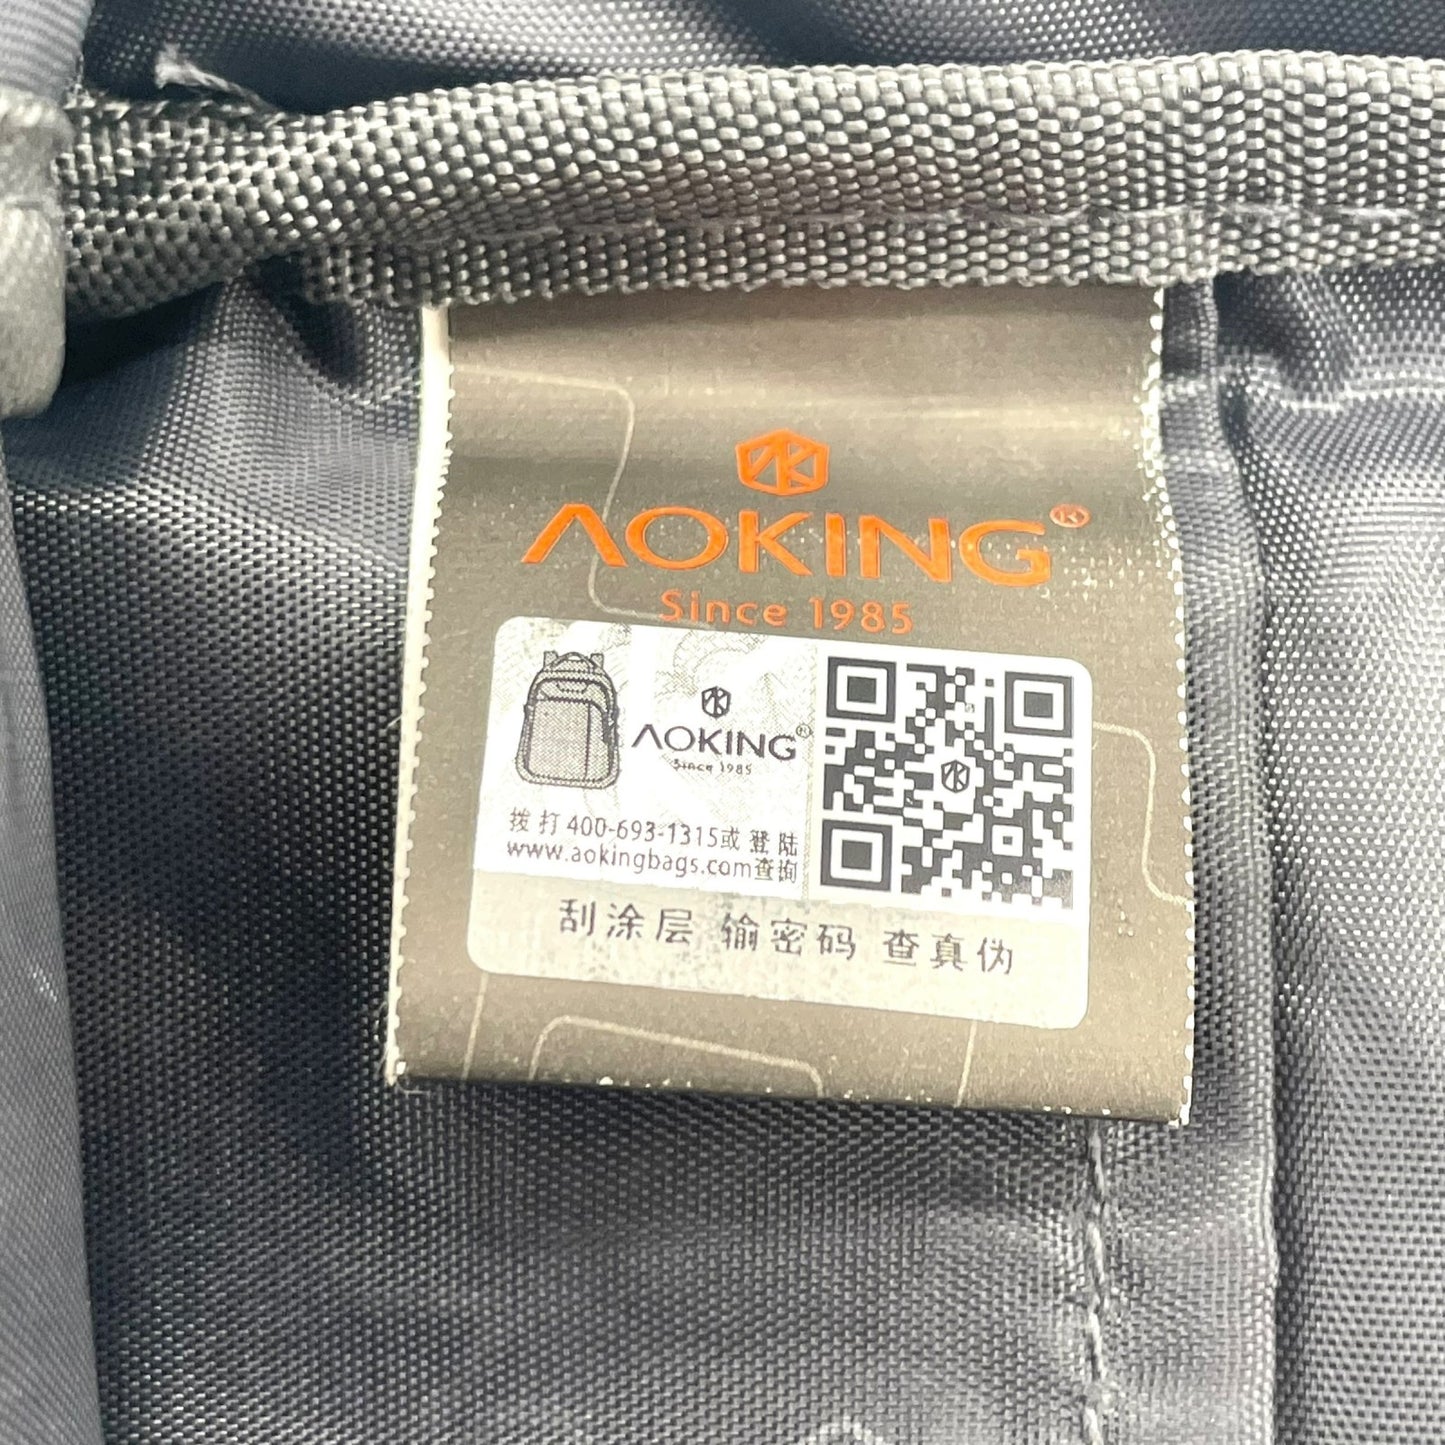 AOKING®
Since 1985
AOKING®
Since 1985
拨打400-693-1315或登陆
www.aokingbags.com查询
刮涂层 输密码 查真伪